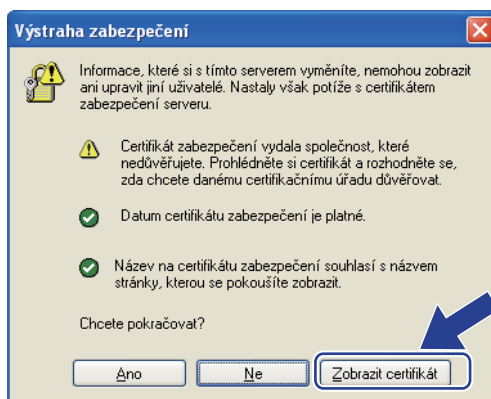 Výstraha zabezpečení
Informace, které si s tímto serverem vyměníte, nemohou zobrazit
ani upravit jiní uživatelé. Nastaly však potíže s certifikátem
zabezpečení serveru.
Certifikát zabezpečení vydala společnost, které
nedůvěřujete. Prohlédněte si certifikát a rozhodněte se,
zda chcete danému certifikačnímu úřadu důvěřovat.
Datum certifikátu zabezpečení je platné.
Název na certifikátu zabezpečení souhlasí s názvem
stránky, kterou se pokoušíte zobrazit.
Chcete pokračovat?
Ano Ne Zobrazit certifikát